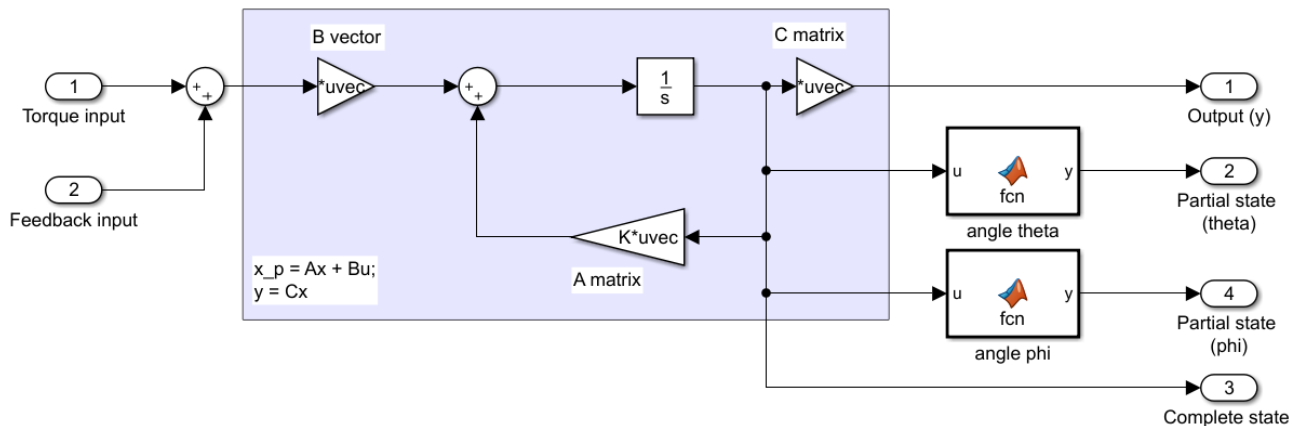 B vector
C matrix
1
Torque input
+
+
*uvec
+
+
1
s
*uvec
1
Output (y)
2
Feedback input
u
fcn
y
angle theta
2
Partial state
(theta)
K*uvec
A matrix
x_p = Ax + Bu;
y = Cx
u
fcn
y
angle phi
4
Partial state
(phi)
3
Complete state